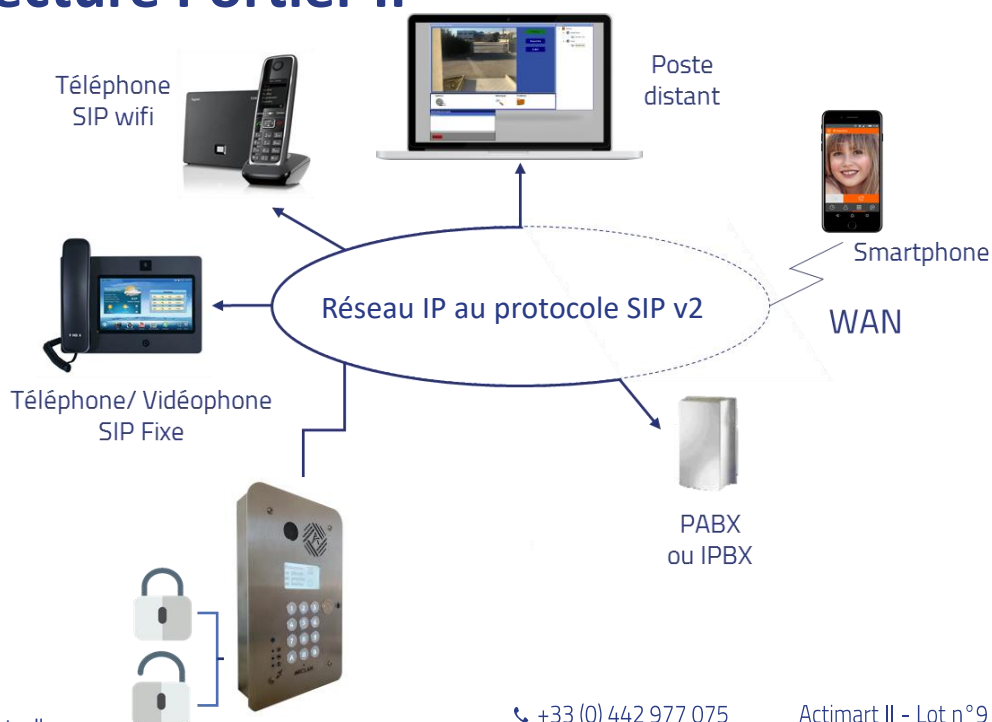 Téléphone
SIP wifi
Poste
distant
Smartphone
Réseau IP au protocole SIP v2
WAN
Téléphone/ Vidéophone
SIP Fixe
PABX
ou IPBX
+33 (0) 442 977 075
Actimart II - Lot n°9